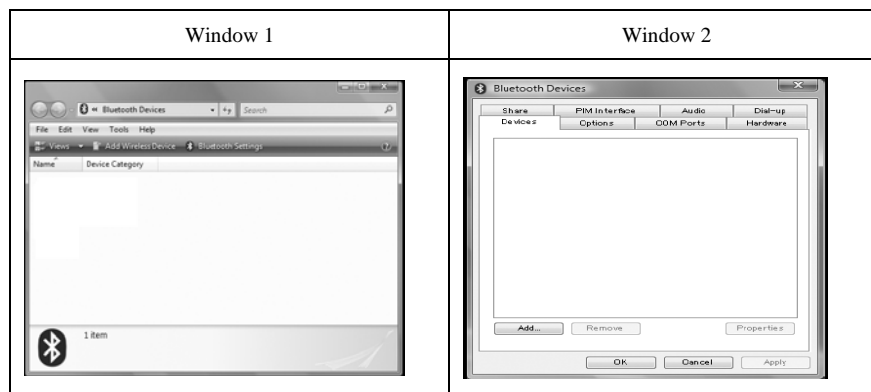 Window 1
Window 2
Bluetooth Devices
Search
File Edit View Tools Help
Views Add Wireless Device Bluetooth Settings
Name Device Category
1 item
Bluetooth Devices
Share PIM Interface Audio Dial-up
Devices Options COM Ports Hardware
Add... Remove Properties
OK Cancel Apply